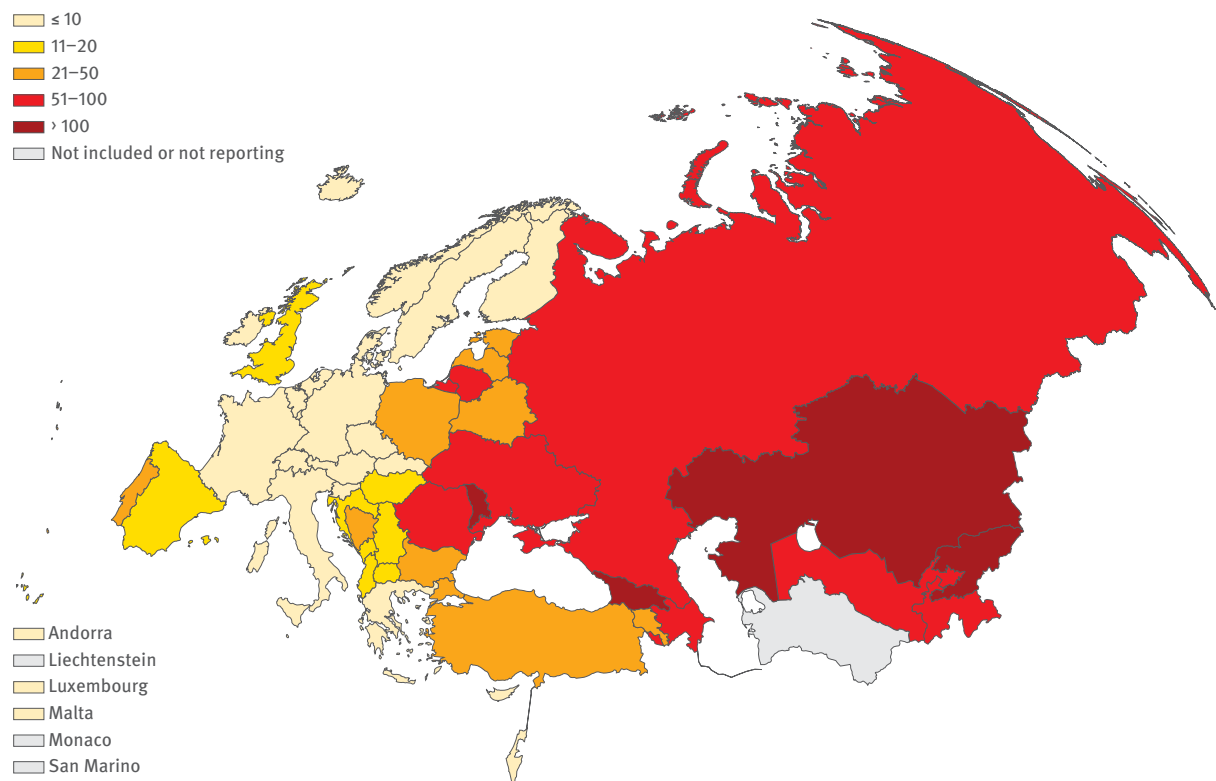 ≤ 10
11–20
21–50
51–100
› 100
Not included or not reporting
Andorra
Liechtenstein
Luxembourg
Malta
Monaco
San Marino